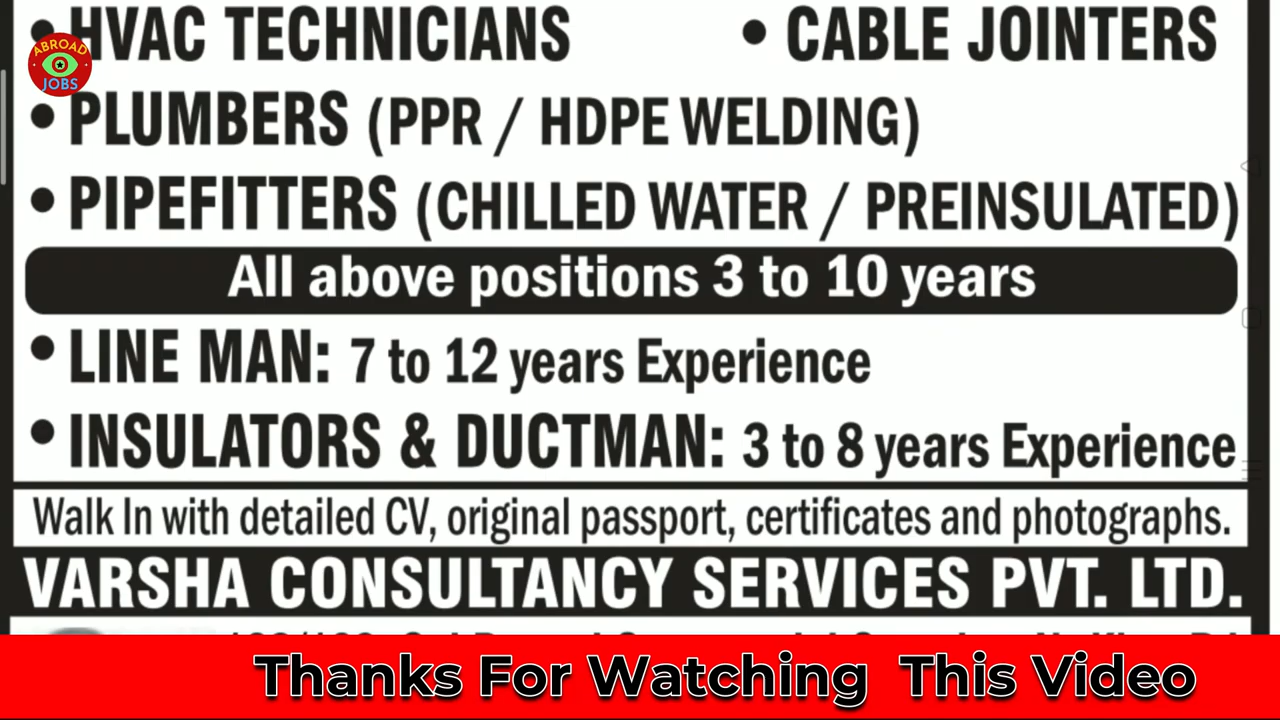 • HVAC TECHNICIANS • CABLE JOINTERS
ABROAD
JOBS
• PLUMBERS (PPR / HDPE WELDING)
• PIPEFITTERS (CHILLED WATER / PREINSULATED)
All above positions 3 to 10 years
• LINE MAN: 7 to 12 years Experience
• INSULATORS & DUCTMAN: 3 to 8 years Experience
Walk In with detailed CV, original passport, certificates and photographs.
VARSHA CONSULTANCY SERVICES PVT. LTD.
Thanks For Watching This Video